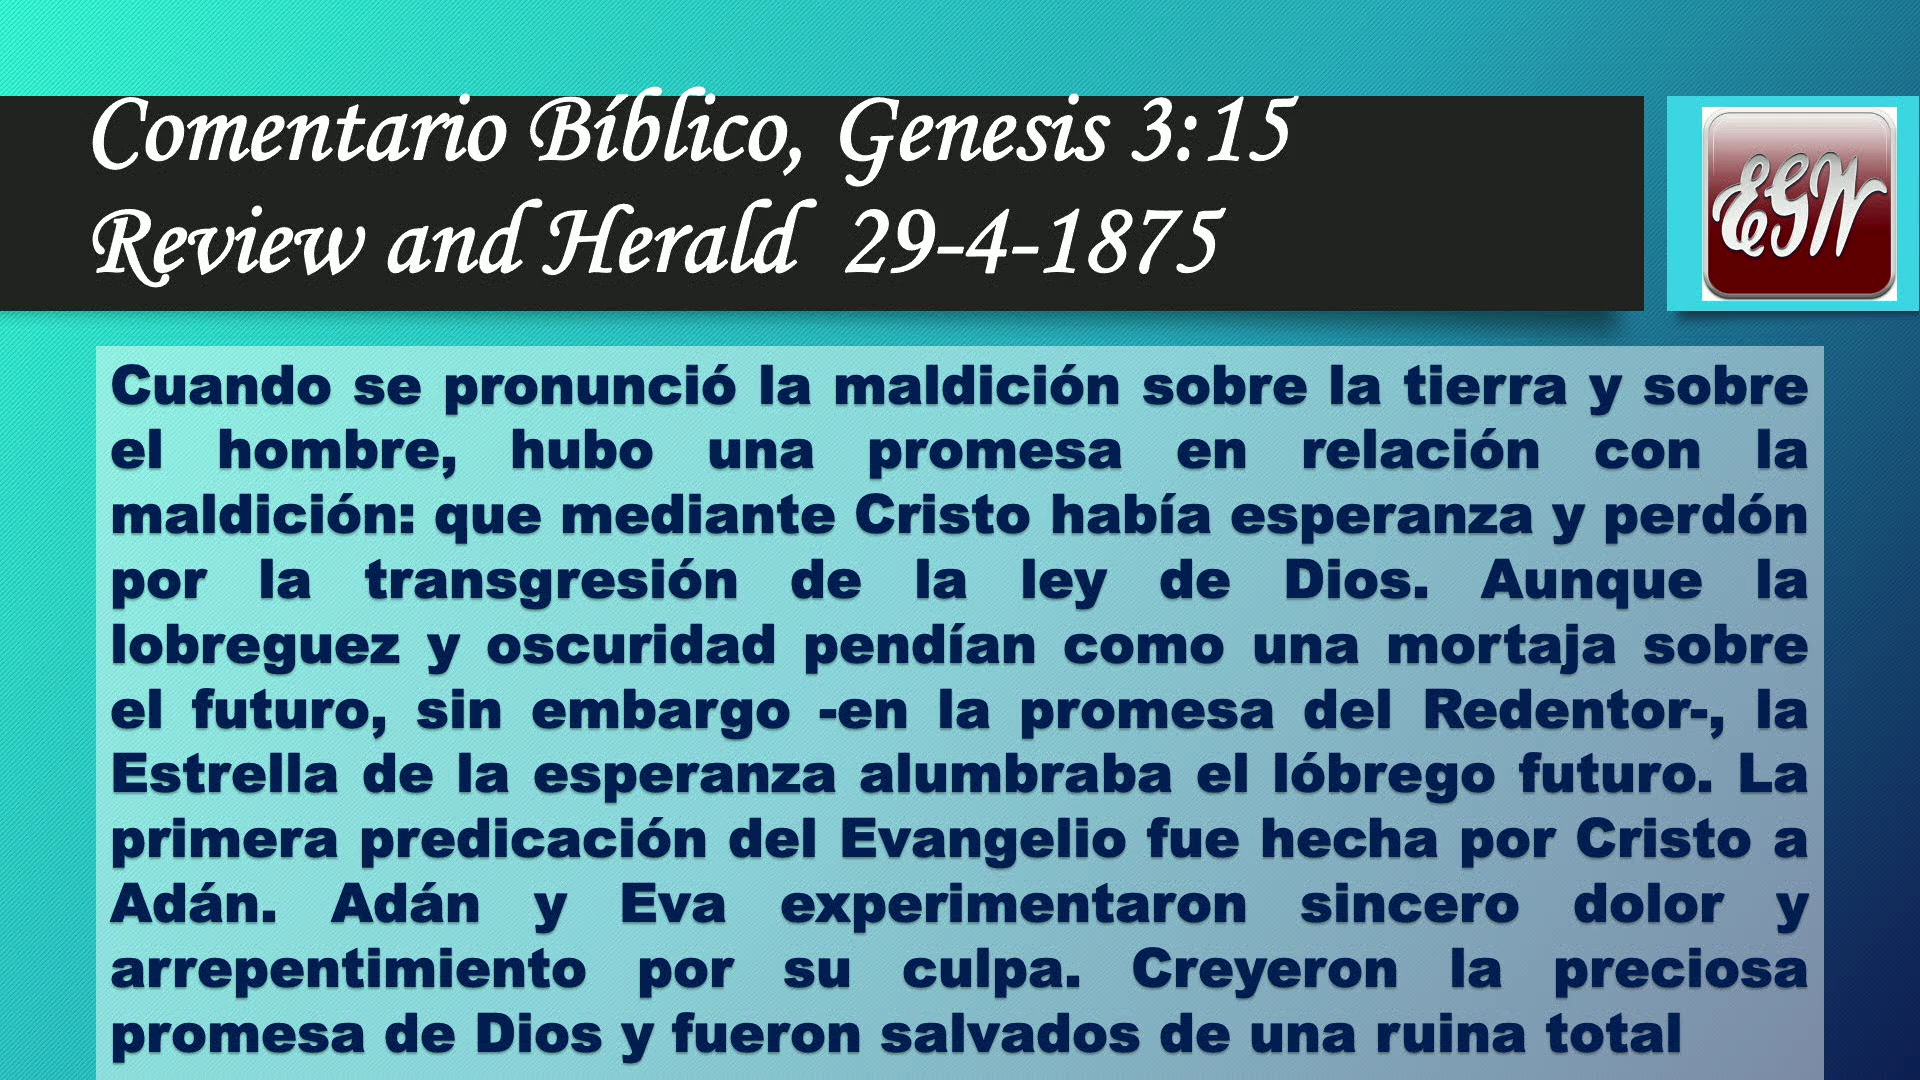 Comentario Bíblico, Genesis 3:15
Review and Herald 29-4-1875
EGW
Cuando se pronunció la maldición sobre la tierra y sobre
el hombre, hubo una promesa en relación con la
maldición: que mediante Cristo había esperanza y perdón
por la transgresión de la ley de Dios. Aunque la
lobreguez y oscuridad pendían como una mortaja sobre
el futuro, sin embargo -en la promesa del Redentor-, la
Estrella de la esperanza alumbraba el lóbrego futuro. La
primera predicación del Evangelio fue hecha por Cristo a
Adán. Adán y Eva experimentaron sincero dolor y
arrepentimiento por su culpa. Creyeron la preciosa
promesa de Dios y fueron salvados de una ruina total